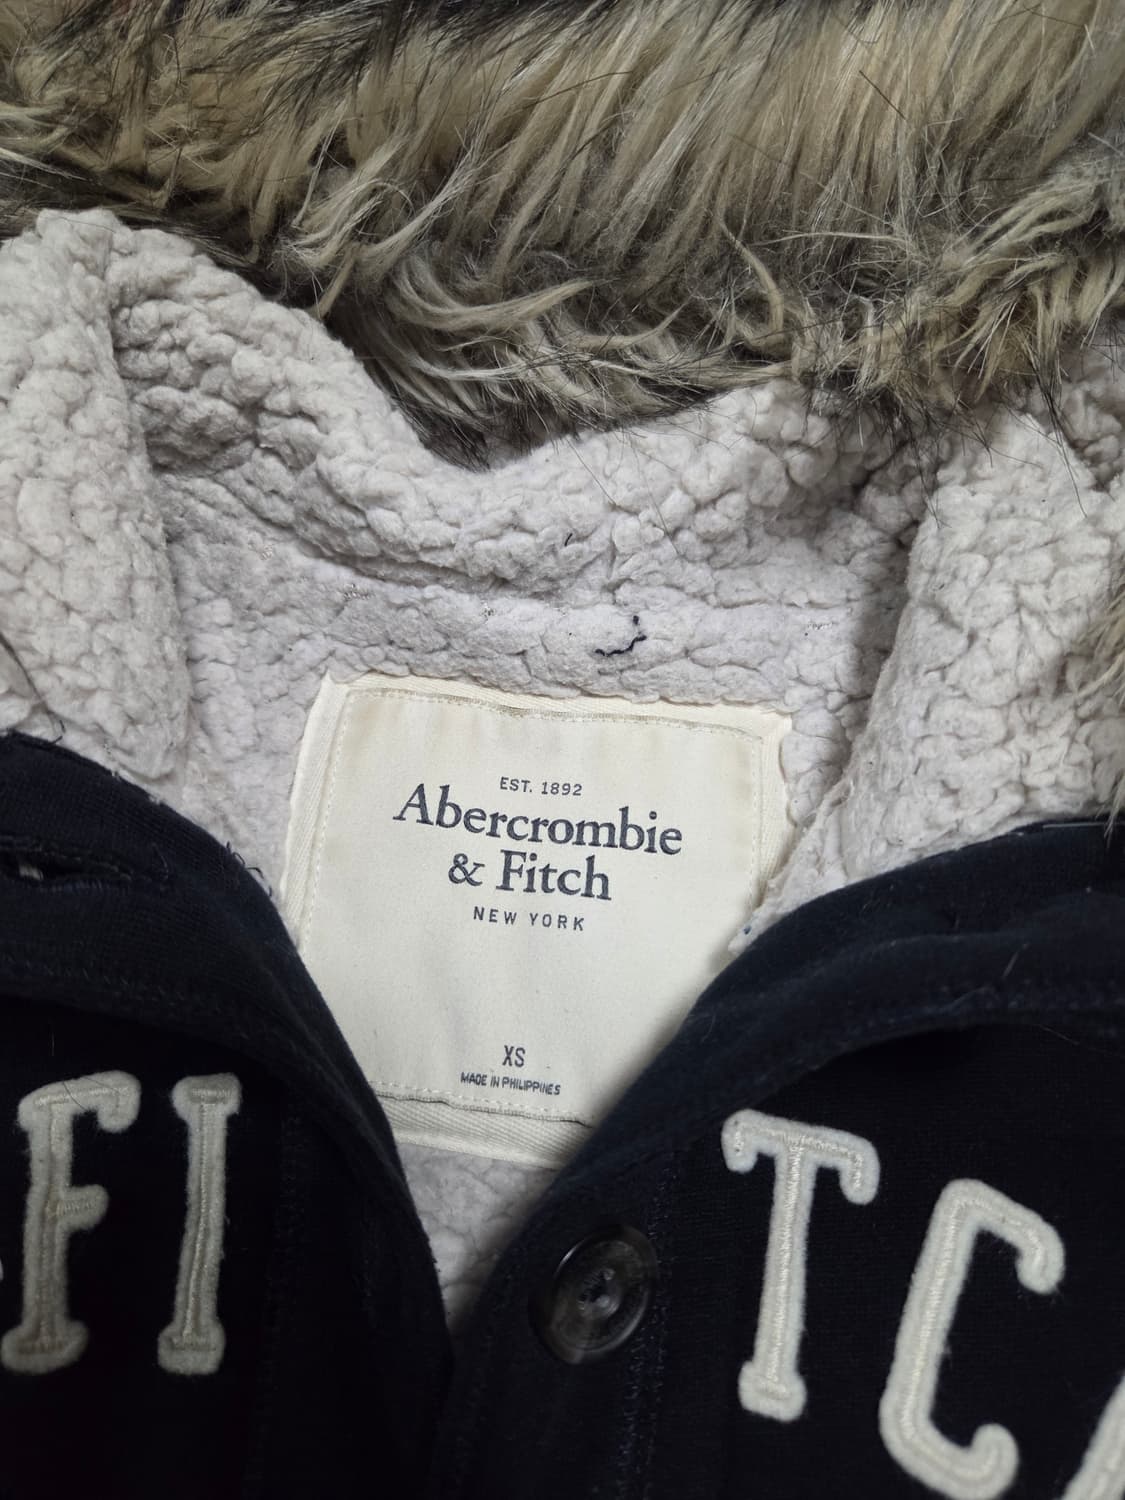 EST. 1892
Abercrombie
& Fitch
NEW YORK
XS
MADE IN PHILIPPINES
FI TC